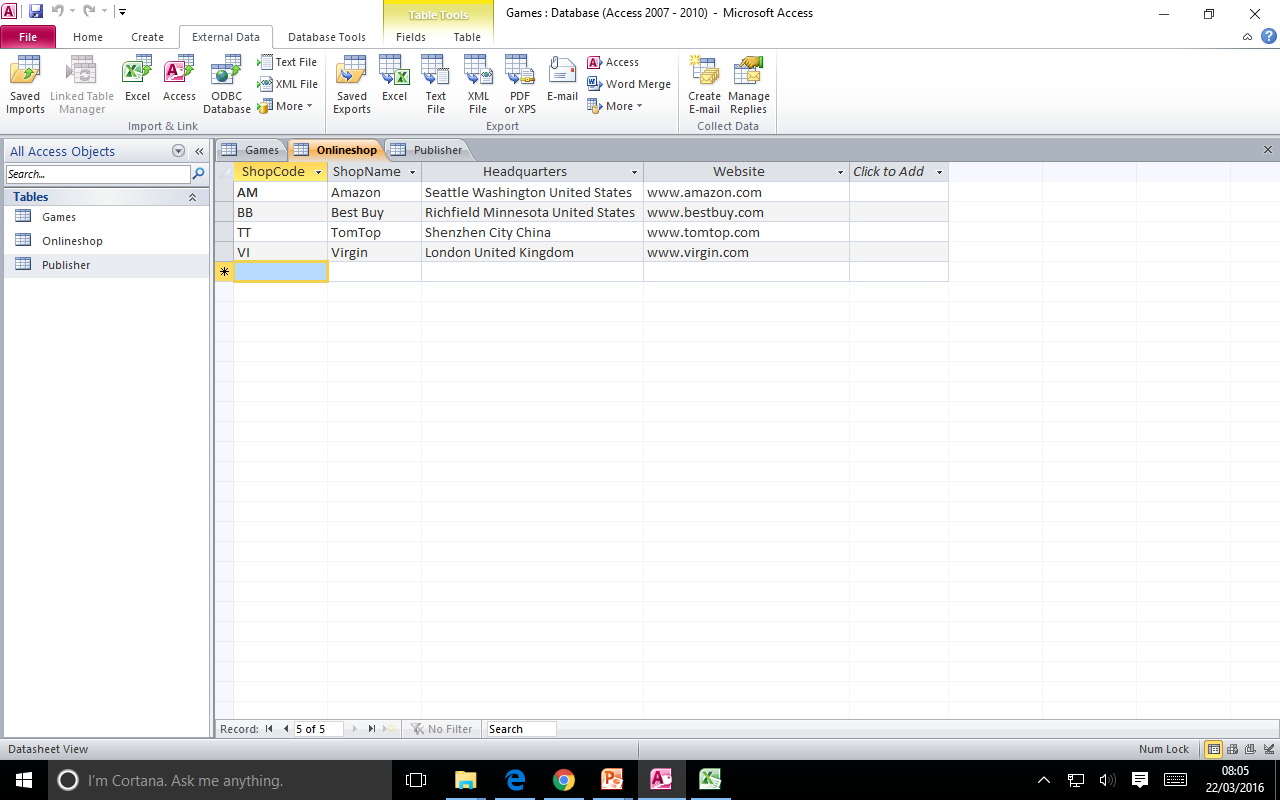 Table Tools
Games : Database (Access 2007 - 2010) - Microsoft Access
File Home Create External Data Database Tools Fields Table
Saved Imports
Linked Table Manager
Excel
Access
ODBC Database
Text File
XML File
More
Import & Link
Saved Exports
Excel
Text File
XML File
PDF or XPS
E-mail
Access
Word Merge
More
Export
Create E-mail
Manage Replies
Collect Data
All Access Objects
Search...
Tables
Games
Onlineshop
Publisher
Games Onlineshop Publisher
ShopCode ShopName Headquarters Website Click to Add
AM Amazon Seattle Washington United States www.amazon.com
BB Best Buy Richfield Minnesota United States www.bestbuy.com
TT TomTop Shenzhen City China www.tomtop.com
VI Virgin London United Kingdom www.virgin.com
Record: 5 of 5 No Filter Search
Datasheet View Num Lock
I'm Cortana. Ask me anything.
08:05
22/03/2016